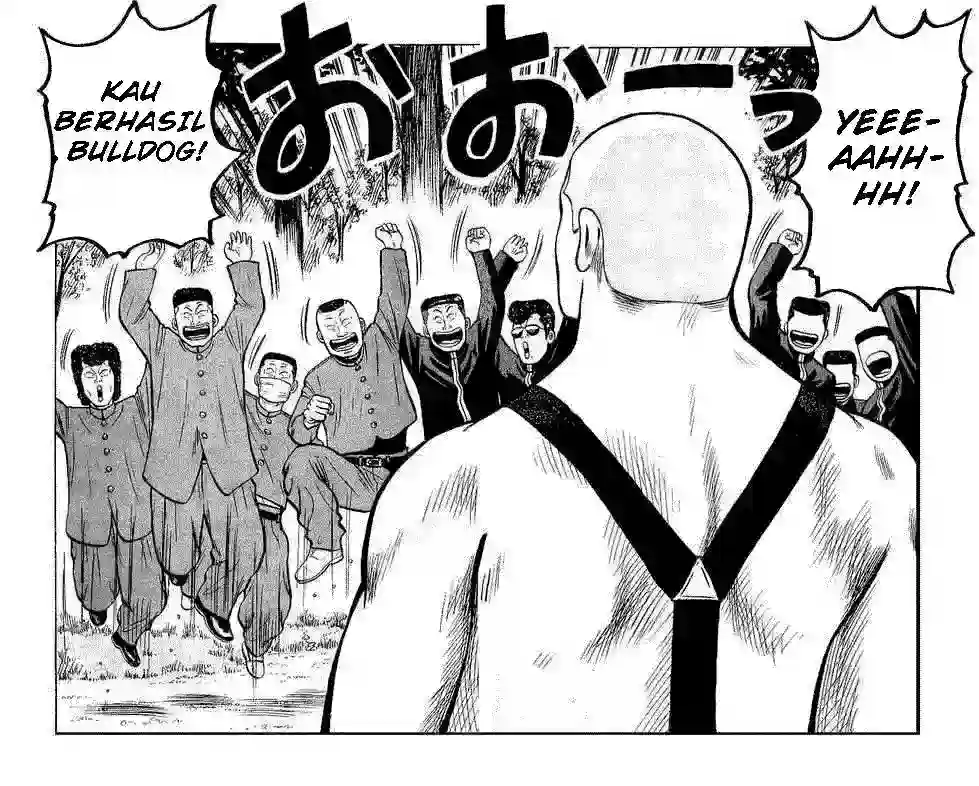 KAU
BERHASIL
BULLDOG!
おおーっ
YEEE-
AAHH-
HH!